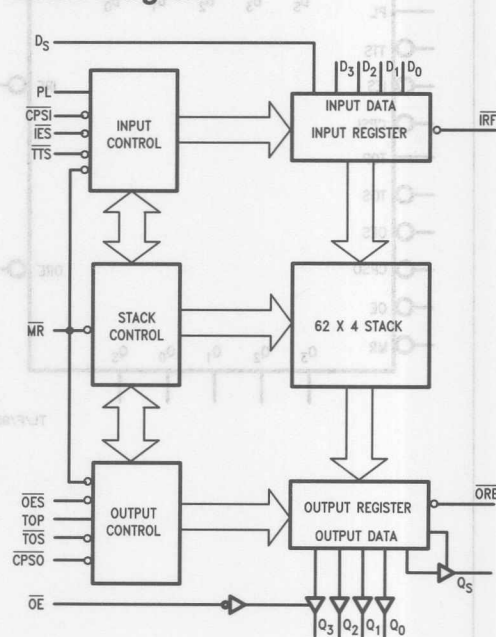 D_S
D_3 D_2 D_1 D_0
PL
CPSI
IES
TTS
INPUT
CONTROL
INPUT DATA
INPUT REGISTER
IRF
MR
STACK
CONTROL
62 X 4 STACK
OES
TOP
TOS
CPSO
OUTPUT
CONTROL
OUTPUT REGISTER
OUTPUT DATA
ORE
Q_S
OE
Q_3 Q_2 Q_1 Q_0